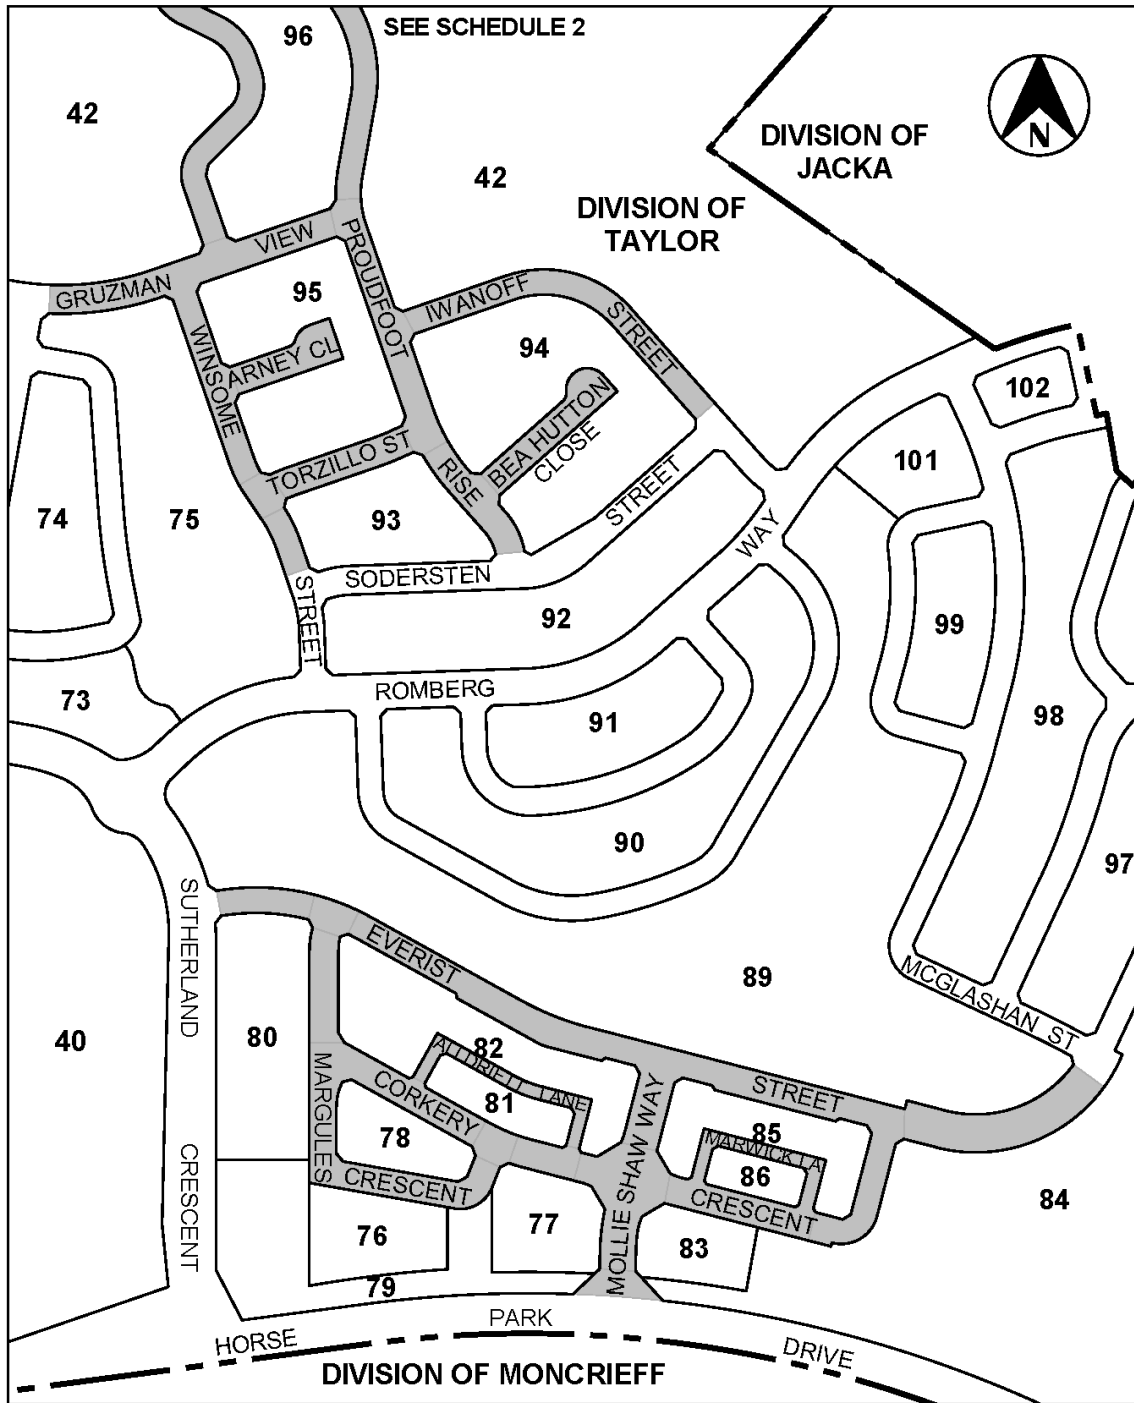 SEE SCHEDULE 2
96
42
DIVISION OF
JACKA
N
42
DIVISION OF
TAYLOR
VIEW
PROUDFOOT
GRUZMAN
95
IWANOFF
STREET
WINSOME
ARNEY CL
94
102
BEA HUTTON
CLOSE
TORZILLO ST
RISE
101
74
75
93
STREET
WAY
SODERSTEN
STREET
92
99
ROMBERG
73
91
98
90
97
SUTHERLAND
EVERIST
89
MCGLASHAN ST
40
80
82
ALLDRITT LANE
MARGULES
CORKERY
81
MOLLIE SHAW WAY
STREET
78
85
MARWICK LA
86
CRESCENT
CRESCENT
CRESCENT
84
76
77
83
79
HORSE
PARK
DRIVE
DIVISION OF MONCRIEFF